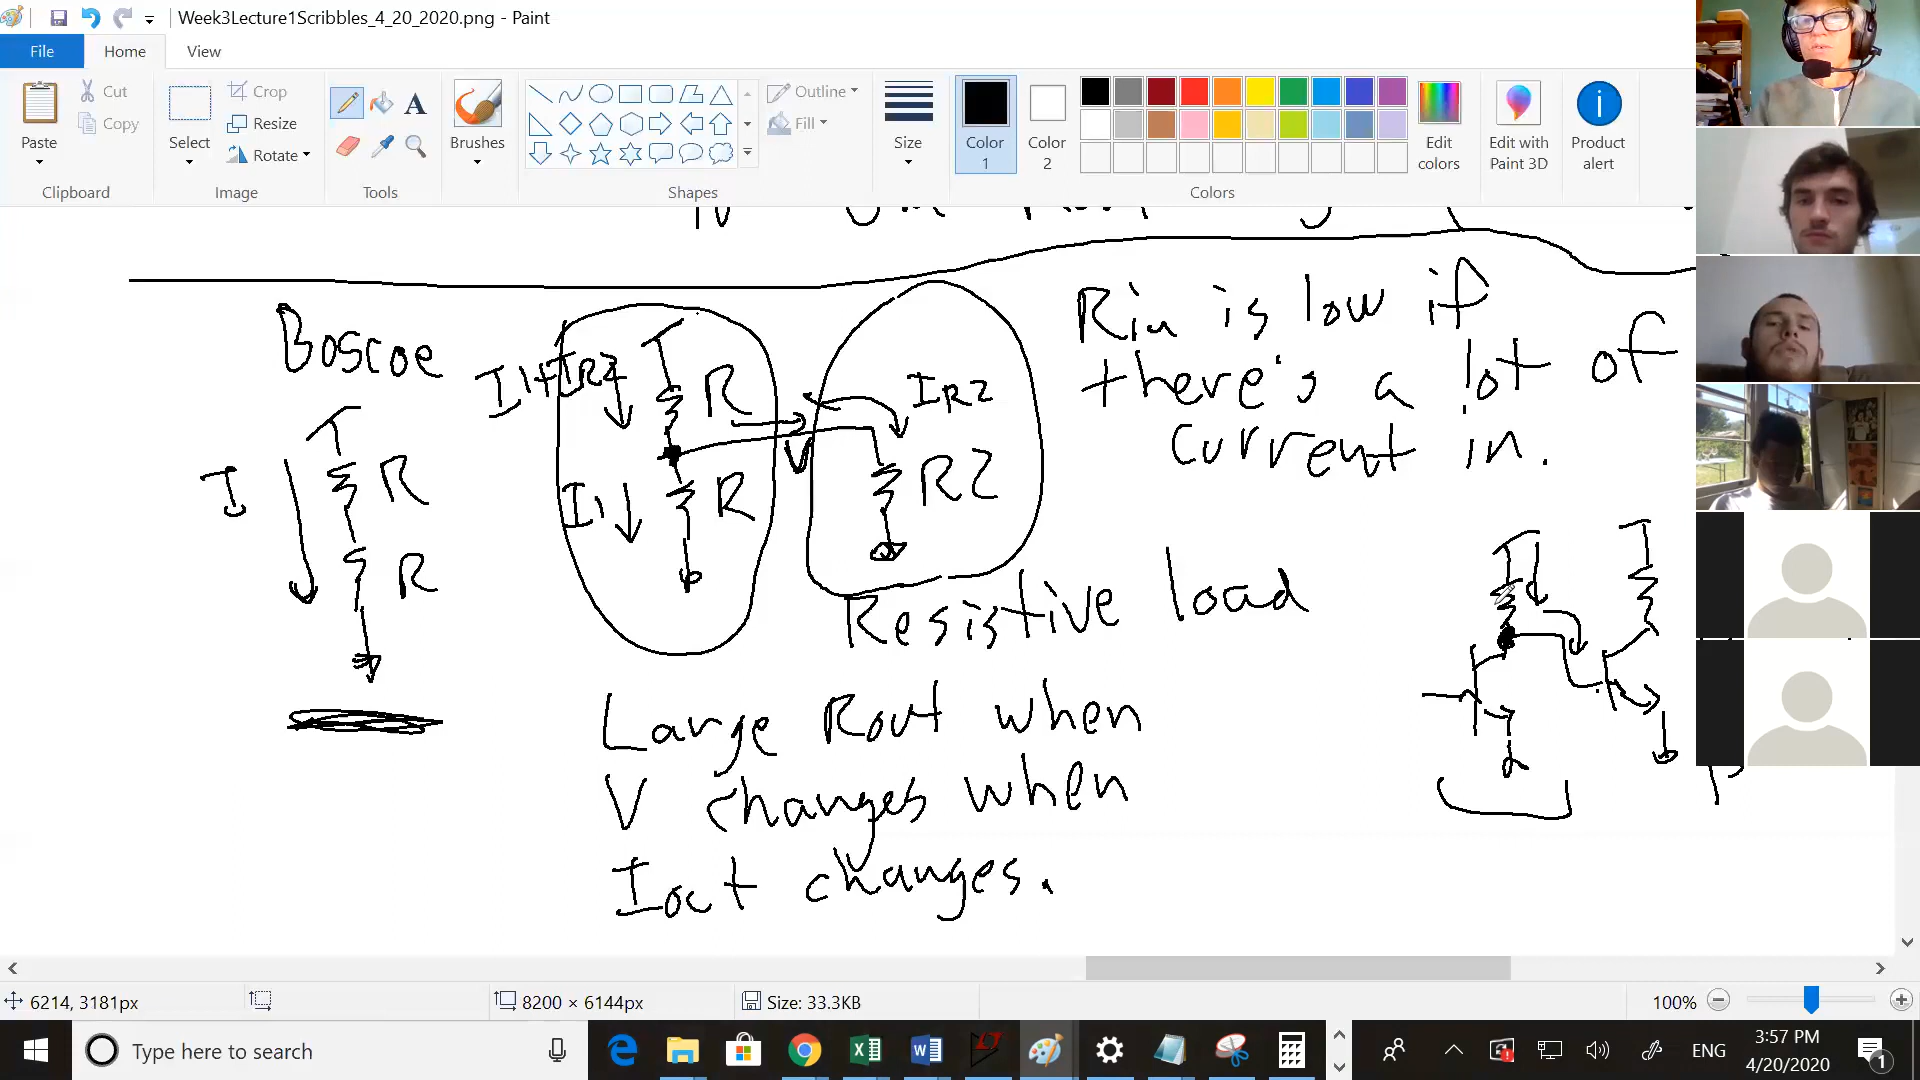 Week3Lecture1Scribbles_4_20_2020.png - Paint
File
Home
View
Paste
Cut
Copy
Clipboard
Select
Crop
Resize
Rotate
Image
Tools
Brushes
Outline
Fill
Shapes
Size
Color 1
Color 2
Edit colors
Colors
Edit with Paint 3D
Product alert
Boscoe
I
R
R
I1+IR2
R
I1
R
V
IR2
R2
Rin is low if
there's a lot of
current in.
Resistive load
Large Rout when
V changes when
Iout changes.
6214, 3181px
8200 × 6144px
Size: 33.3KB
100%
Type here to search
ENG
3:57 PM
4/20/2020
1